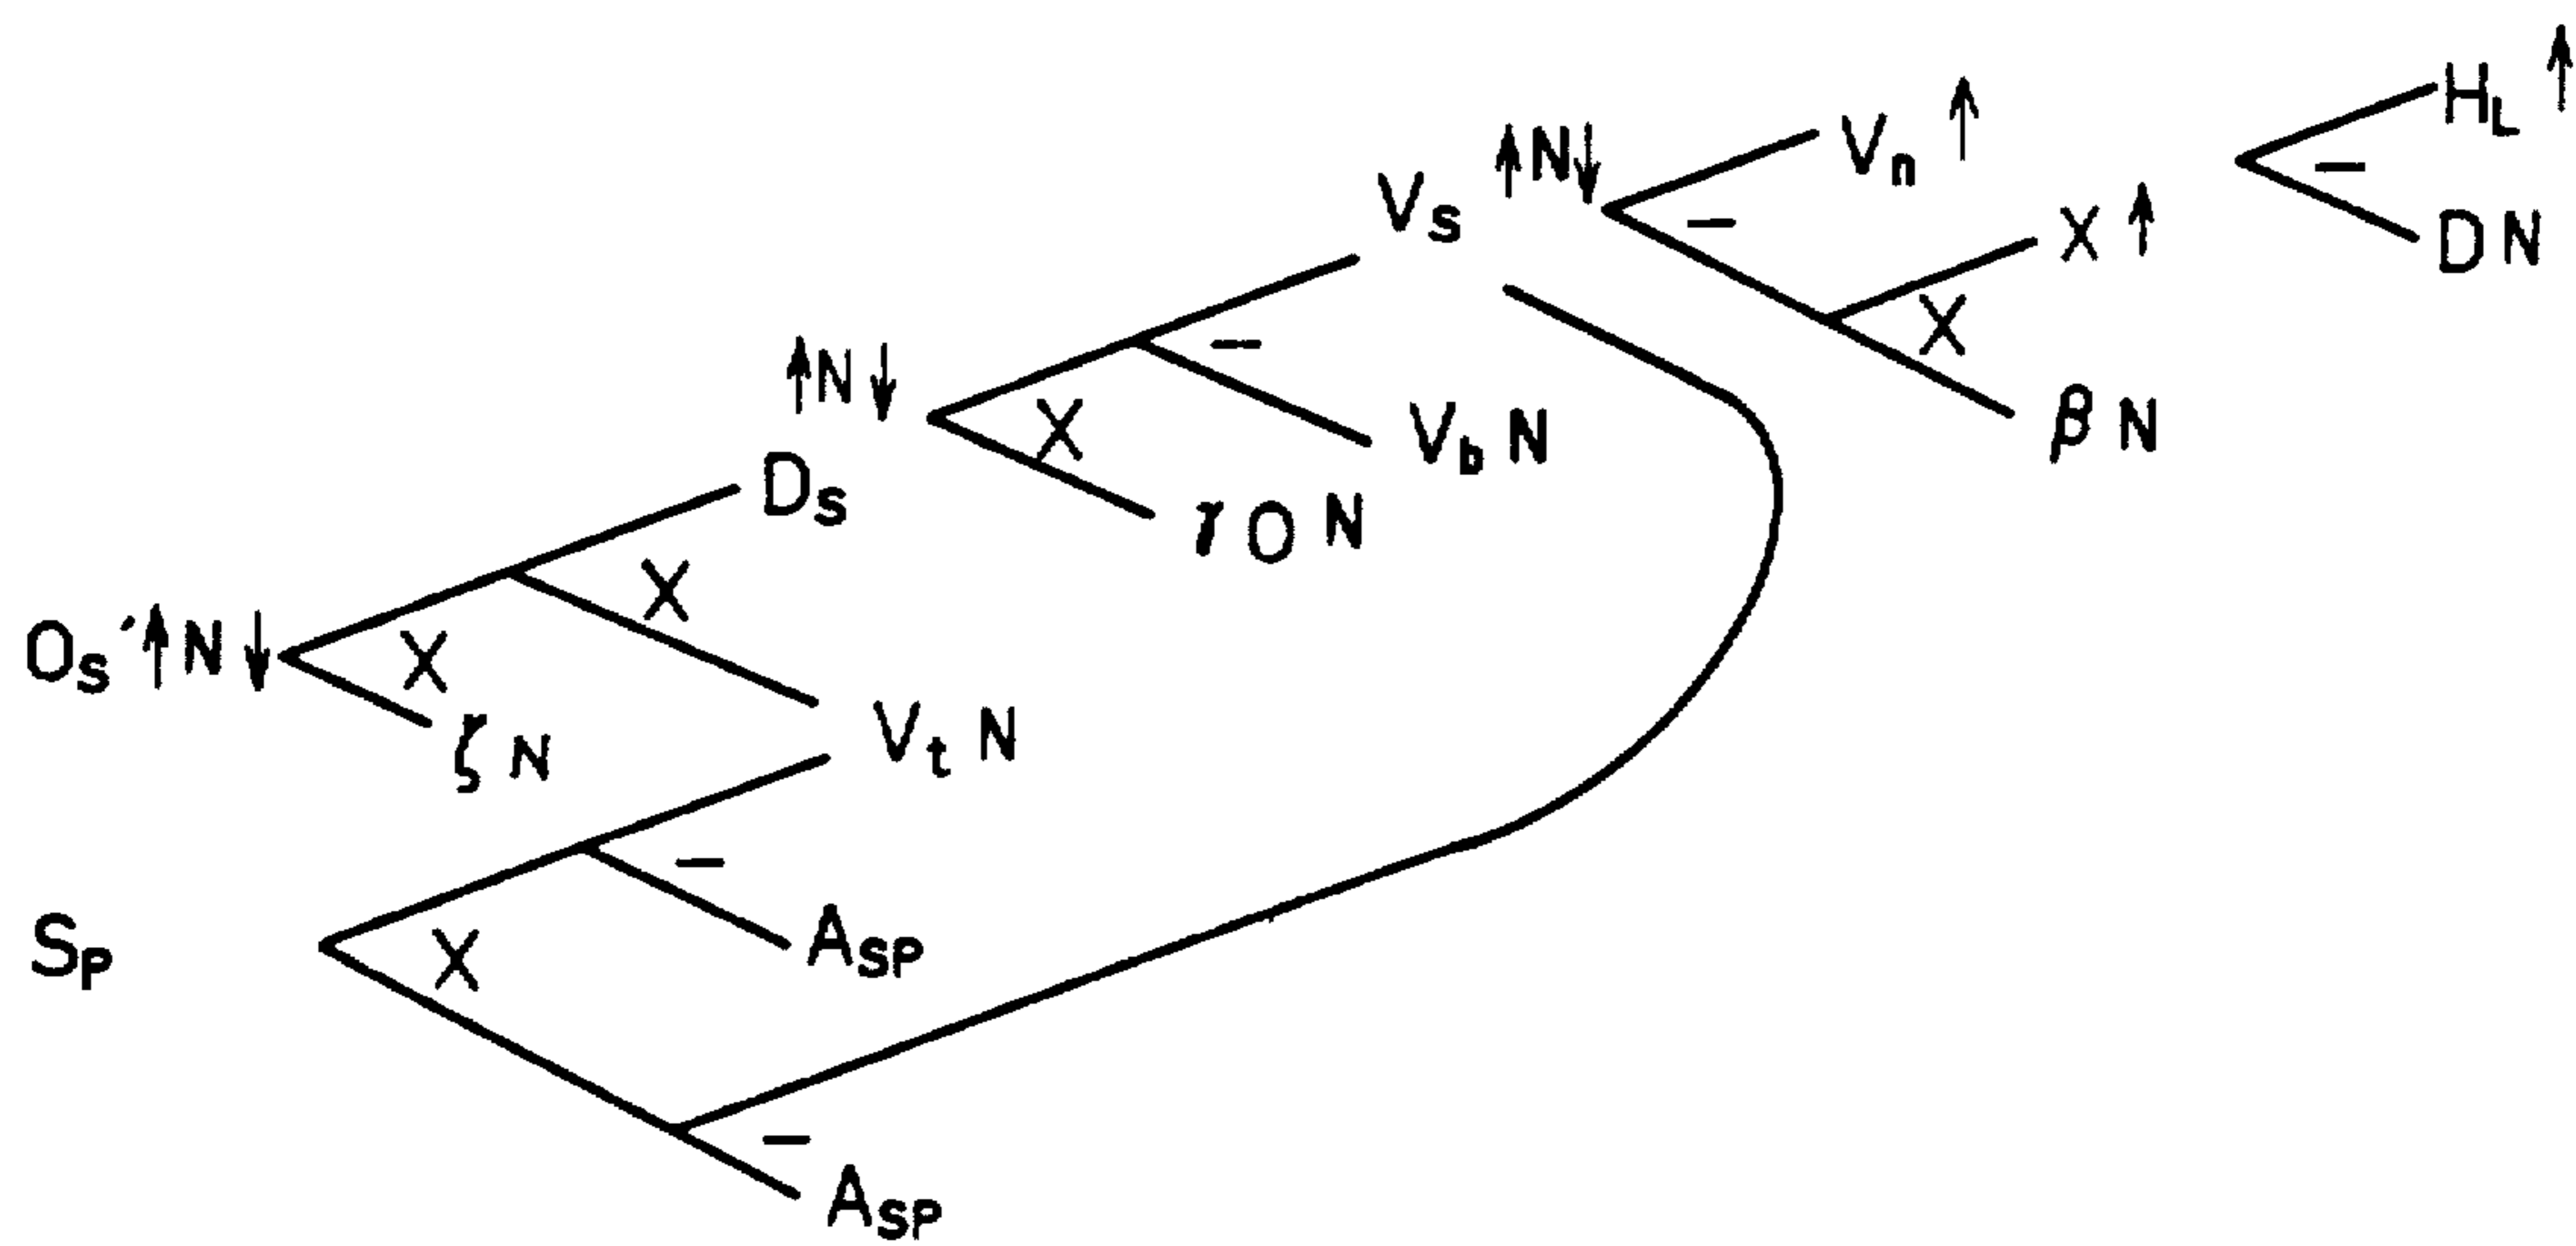 H_L ↑
V_n ↑
–
V_S ↑ N ↓
–
X ↑
D N
X
β N
↑ N ↓
–
D_S
X
V_b N
γ O N
X
O_S' ↑ N ↓
X
ζ N
V_t N
–
S_P
X
A_SP
–
A_SP